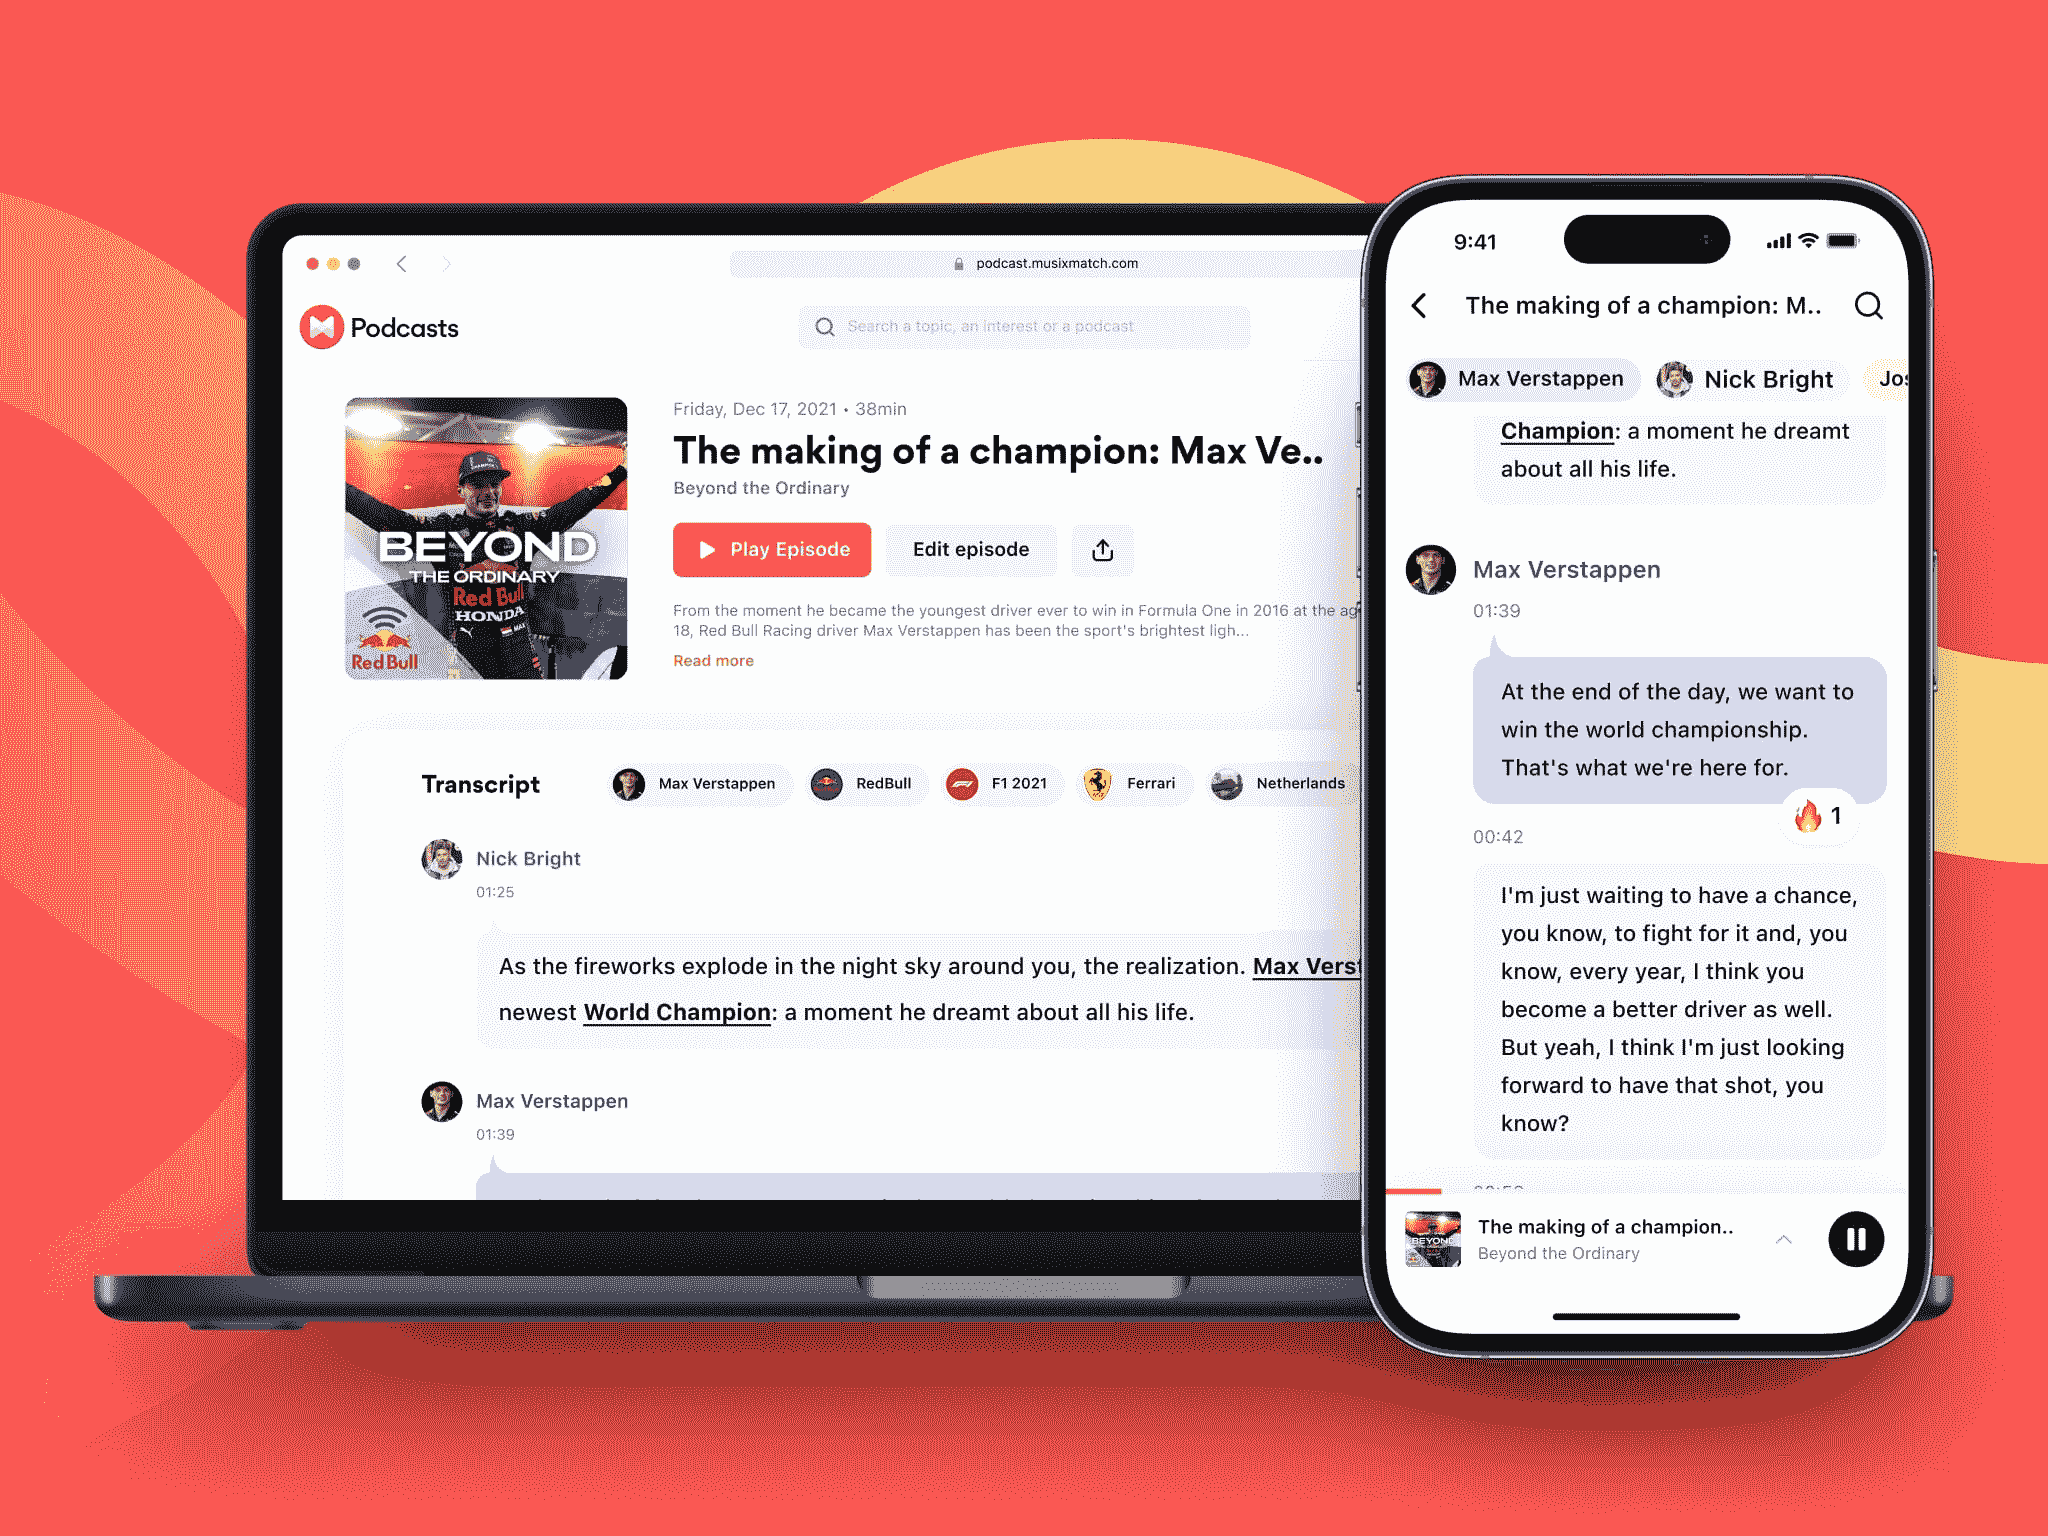 podcast.musixmatch.com
Podcasts
Search a topic, an interest or a podcast
BEYOND
THE ORDINARY
Red Bull
HONDA
MAX
Red Bull
Friday, Dec 17, 2021 • 38min
The making of a champion: Max Ve..
Beyond the Ordinary
Play Episode
Edit episode
From the moment he became the youngest driver ever to win in Formula One in 2016 at the ag
18, Red Bull Racing driver Max Verstappen has been the sport's brightest ligh...
Read more
Transcript
Max Verstappen
RedBull
F1 2021
Ferrari
Netherlands
Nick Bright
01:25
As the fireworks explode in the night sky around you, the realization. Max Verst
newest World Champion: a moment he dreamt about all his life.
Max Verstappen
01:39
9:41
The making of a champion: M..
Max Verstappen
Nick Bright
Jos
Champion: a moment he dreamt
about all his life.
Max Verstappen
01:39
At the end of the day, we want to
win the world championship.
That's what we're here for.
🔥 1
00:42
I'm just waiting to have a chance,
you know, to fight for it and, you
know, every year, I think you
become a better driver as well.
But yeah, I think I'm just looking
forward to have that shot, you
know?
BEYOND
The making of a champion..
Beyond the Ordinary